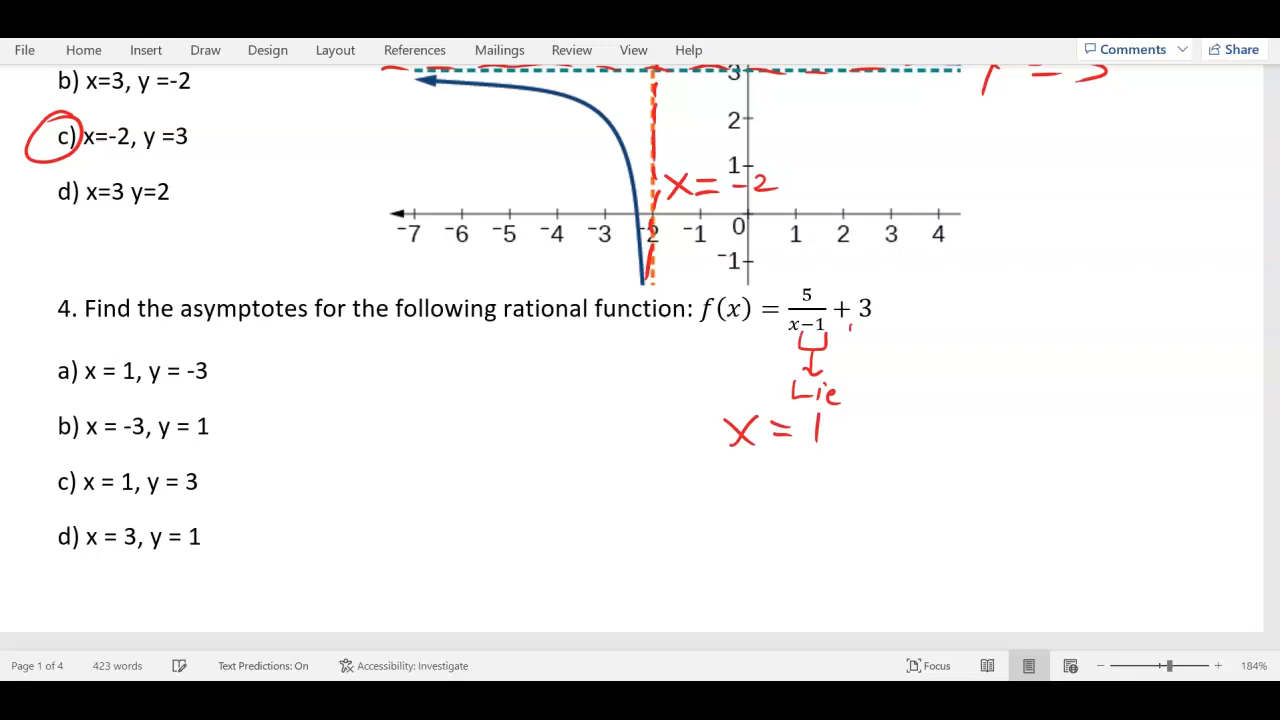 File Home Insert Draw Design Layout References Mailings Review View Help Comments Share
b) x=3, y =-2
c) x=-2, y =3
d) x=3 y=2
3
2
1
x = -2
-7 -6 -5 -4 -3 -2 -1 0 1 2 3 4
-1
4. Find the asymptotes for the following rational function: f(x) = 5/(x−1) + 3
Lie
x = 1
a) x = 1, y = -3
b) x = -3, y = 1
c) x = 1, y = 3
d) x = 3, y = 1
Page 1 of 4 423 words Text Predictions: On Accessibility: Investigate Focus 184%